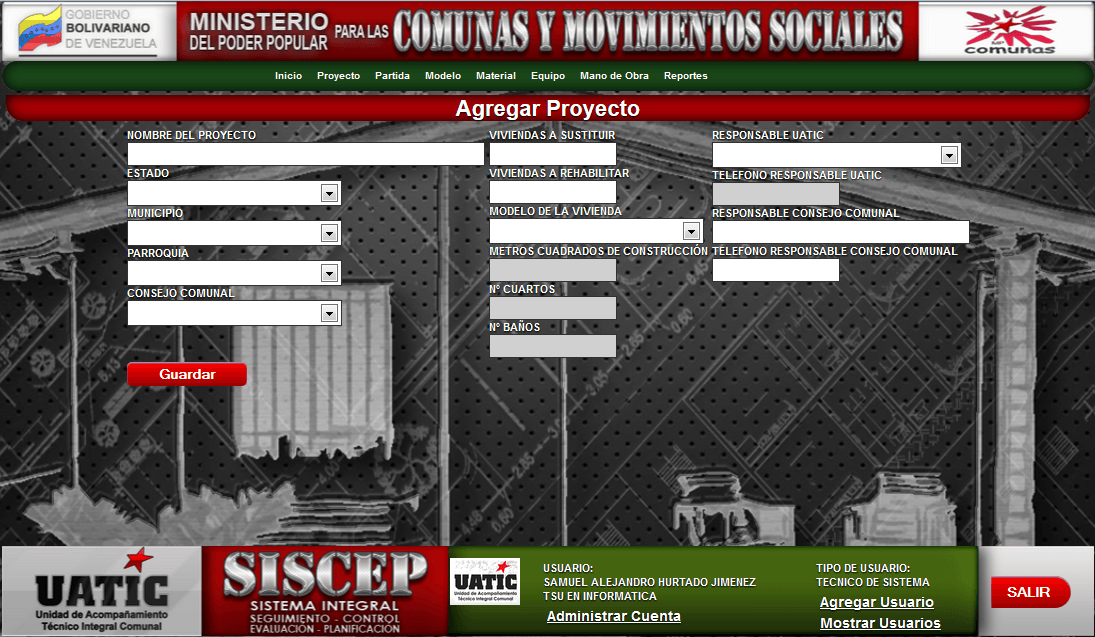 GOBIERNO
BOLIVARIANO
DE VENEZUELA
MINISTERIO
DEL PODER POPULAR
PARA LAS
COMUNAS Y MOVIMIENTOS SOCIALES
MPP
comunas
Inicio Proyecto Partida Modelo Material Equipo Mano de Obra Reportes
Agregar Proyecto
NOMBRE DEL PROYECTO
ESTADO
MUNICIPIO
PARROQUIA
CONSEJO COMUNAL
Guardar
VIVIENDAS A SUSTITUIR
VIVIENDAS A REHABILITAR
MODELO DE LA VIVIENDA
METROS CUADRADOS DE CONSTRUCCIÓN
Nº CUARTOS
Nº BAÑOS
RESPONSABLE UATIC
TELEFONO RESPONSABLE UATIC
RESPONSABLE CONSEJO COMUNAL
TELEFONO RESPONSABLE CONSEJO COMUNAL
UATIC
Unidad de Acompañamiento
Técnico Integral Comunal
SISCEP
SISTEMA INTEGRAL
SEGUIMIENTO - CONTROL
EVALUACION - PLANIFICACION
UATIC
Unidad de Acompañamiento
Técnico Integral Comunal
USUARIO:
SAMUEL ALEJANDRO HURTADO JIMENEZ
TSU EN INFORMATICA
Administrar Cuenta
TIPO DE USUARIO:
TECNICO DE SISTEMA
Agregar Usuario
Mostrar Usuarios
SALIR